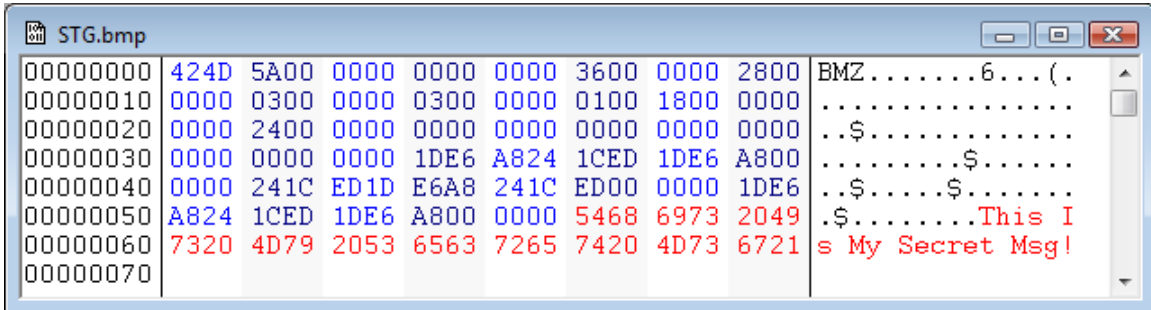 STG.bmp
00000000 424D 5A00 0000 0000 0000 3600 0000 2800 BMZ.......6...(.
00000010 0000 0300 0000 0300 0000 0100 1800 0000 ................
00000020 0000 2400 0000 0000 0000 0000 0000 0000 ..$.............
00000030 0000 0000 0000 1DE6 A824 1CED 1DE6 A800 .........$......
00000040 0000 241C ED1D E6A8 241C ED00 0000 1DE6 ..$.....$.......
00000050 A824 1CED 1DE6 A800 0000 5468 6973 2049 .$........This I
00000060 7320 4D79 2053 6563 7265 7420 4D73 6721 s My Secret Msg!
00000070